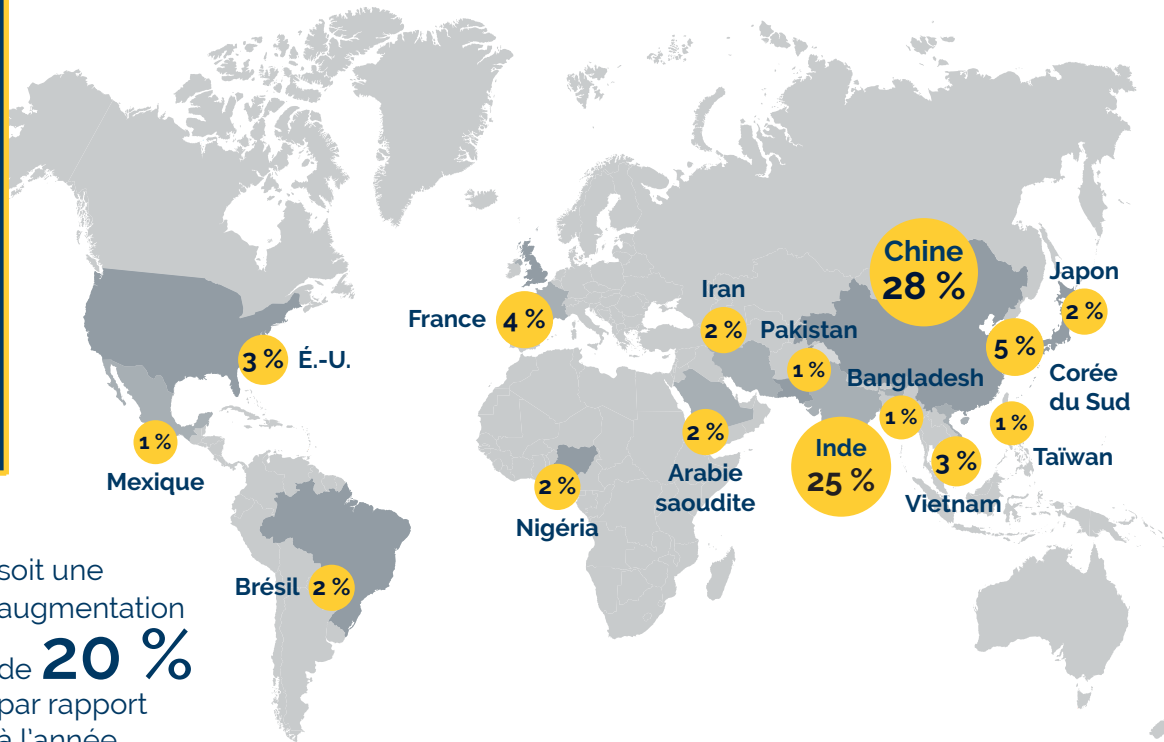 Chine
28 %
Japon
2 %
Iran
2 %
France
4 %
Pakistan
1 %
5 %
Corée
du Sud
3 %
É.-U.
Bangladesh
1 %
1 %
Taïwan
1 %
Mexique
2 %
Arabie
saoudite
Inde
25 %
3 %
Vietnam
2 %
Nigéria
Brésil
2 %
soit une
augmentation
de 20 %
par rapport
à l'année